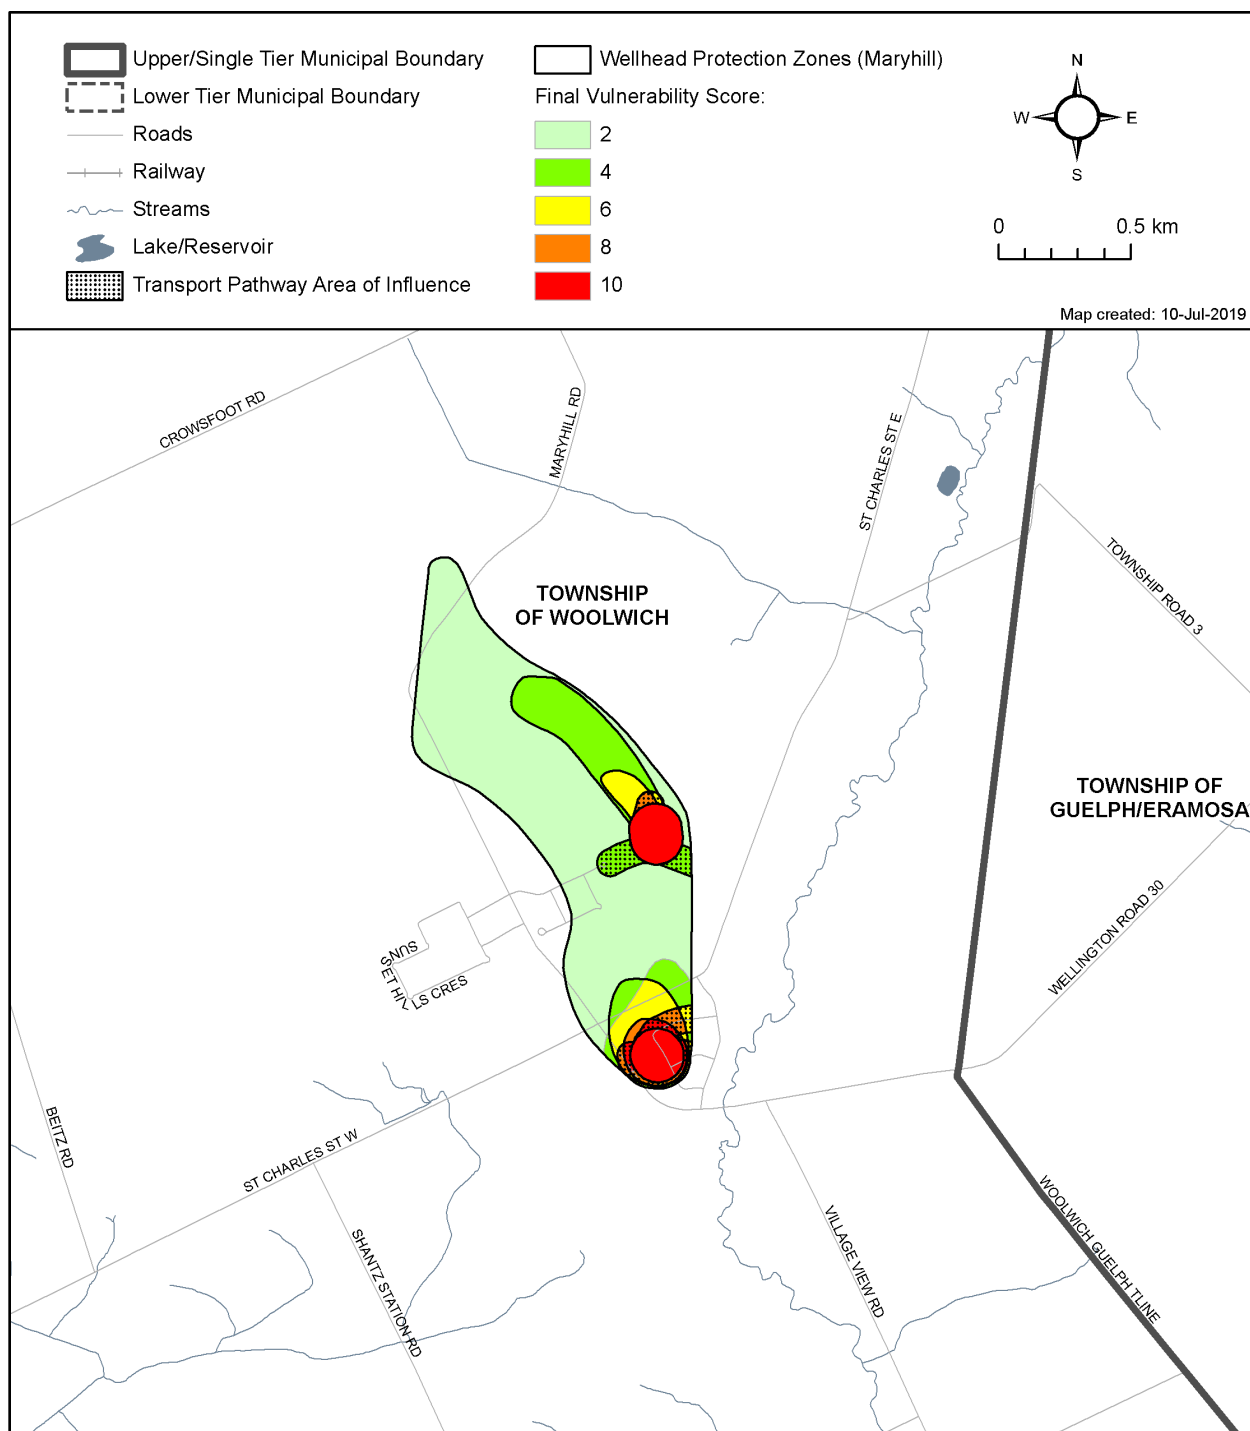 Upper/Single Tier Municipal Boundary
Lower Tier Municipal Boundary
Roads
Railway
Streams
Lake/Reservoir
Transport Pathway Area of Influence
Wellhead Protection Zones (Maryhill)
Final Vulnerability Score:
2
4
6
8
10
N
W E
S
0 0.5 km
Map created: 10-Jul-2019
CROWSFOOT RD
MARYHILL RD
ST CHARLES ST E
TOWNSHIP ROAD 3
TOWNSHIP
OF WOOLWICH
TOWNSHIP OF
GUELPH/ERAMOSA
WELLINGTON ROAD 30
SUNSET HILLS CRES
BEITZ RD
ST CHARLES ST W
SHANTZ STATION RD
VILLAGE VIEW RD
WOOLWICH GUELPH TLINE